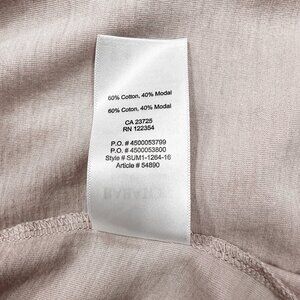 60% Cotton, 40% Modal
60% Coton, 40% Modal
CA 23725
RN 122354
P.O. # 4500053799
P.O. # 4500053800
Style # SUM1-1264-16
Article # 54890